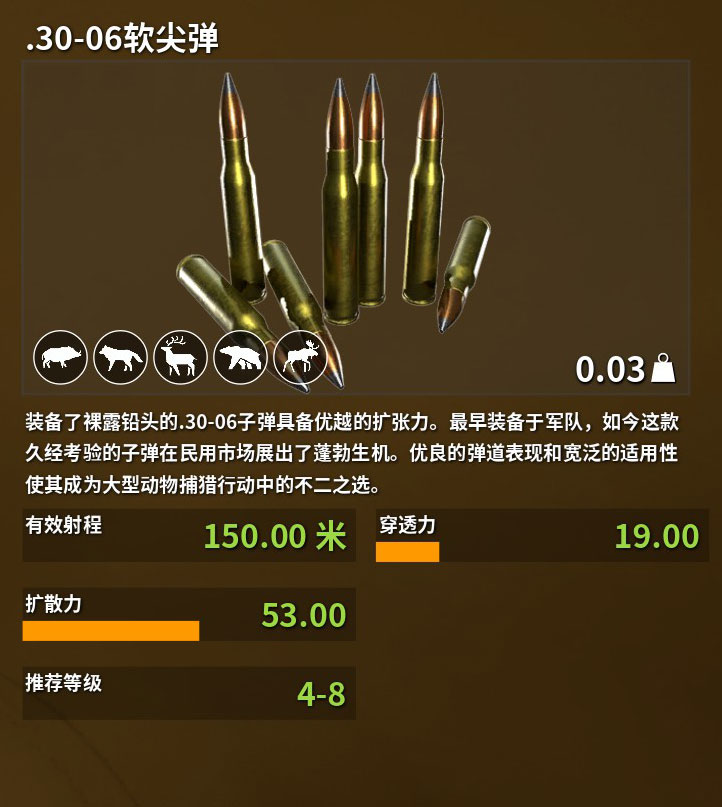 .30-06软尖弹
0.03
装备了裸露铅头的.30-06子弹具备优越的扩张力。最早装备于军队，如今这款
久经考验的子弹在民用市场展出了蓬勃生机。优良的弹道表现和宽泛的适用性
使其成为大型动物捕猎行动中的不二之选。
有效射程 150.00 米
穿透力 19.00
扩散力 53.00
推荐等级 4-8